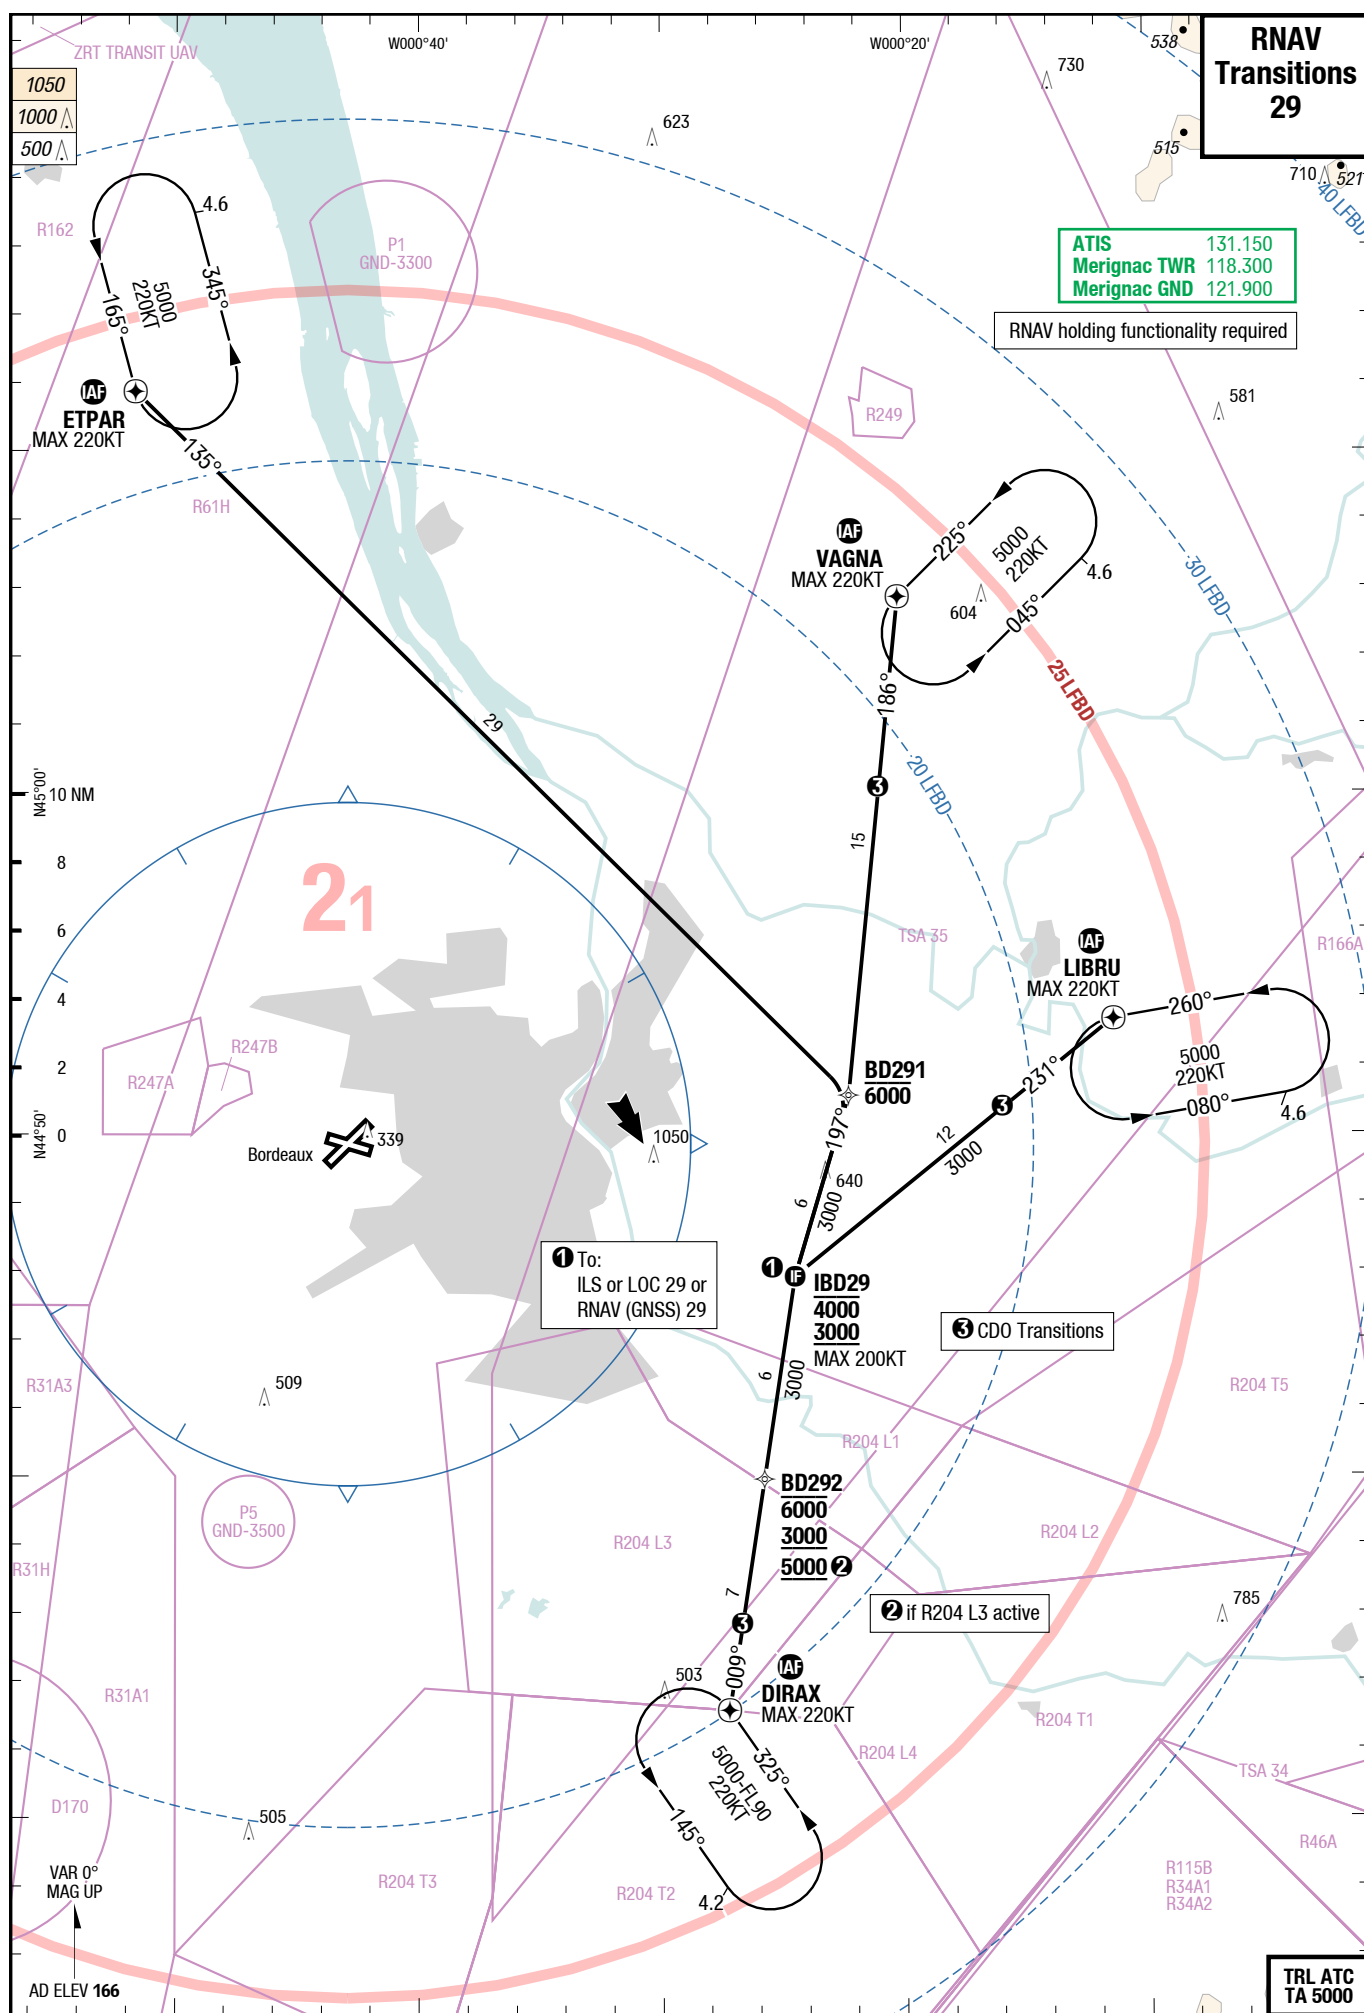 RNAV
Transitions
29
ZRT TRANSIT UAV
W000°40'
W000°20'
538
730
1050
1000
500
623
515
710
521
40 LFBD
R162
4.6
P1
GND-3300
345°
5000
220KT
165°
ATIS 131.150
Merignac TWR 118.300
Merignac GND 121.900
RNAV holding functionality required
IAF
ETPAR
MAX 220KT
581
R249
135°
R61H
IAF
VAGNA
MAX 220KT
225°
5000
220KT
4.6
30 LFBD
604
045°
186°
25 LFBD
29
20 LFBD
N45°00'
10 NM
3
15
8
21
6
TSA 35
IAF
LIBRU
MAX 220KT
R166A
4
260°
R247B
2
R247A
5000
220KT
231°
BD291
6000
080°
4.6
3
N44°50'
0
339
Bordeaux
1050
197°
12
3000
640
6
3000
1 To:
ILS or LOC 29 or
RNAV (GNSS) 29
1
IF
IBD29
4000
3000
MAX 200KT
3 CDO Transitions
6
3000
R31A3
509
R204 T5
R204 L1
BD292
6000
3000
5000 2
P5
GND-3500
R204 L3
R204 L2
R31H
7
2 if R204 L3 active
785
3
009°
IAF
DIRAX
MAX 220KT
503
R31A1
R204 T1
R204 L4
325°
5000-FL90
220KT
TSA 34
D170
145°
505
R46A
VAR 0°
MAG UP
R204 T3
R204 T2
4.2
R115B
R34A1
R34A2
AD ELEV 166
TRL ATC
TA 5000